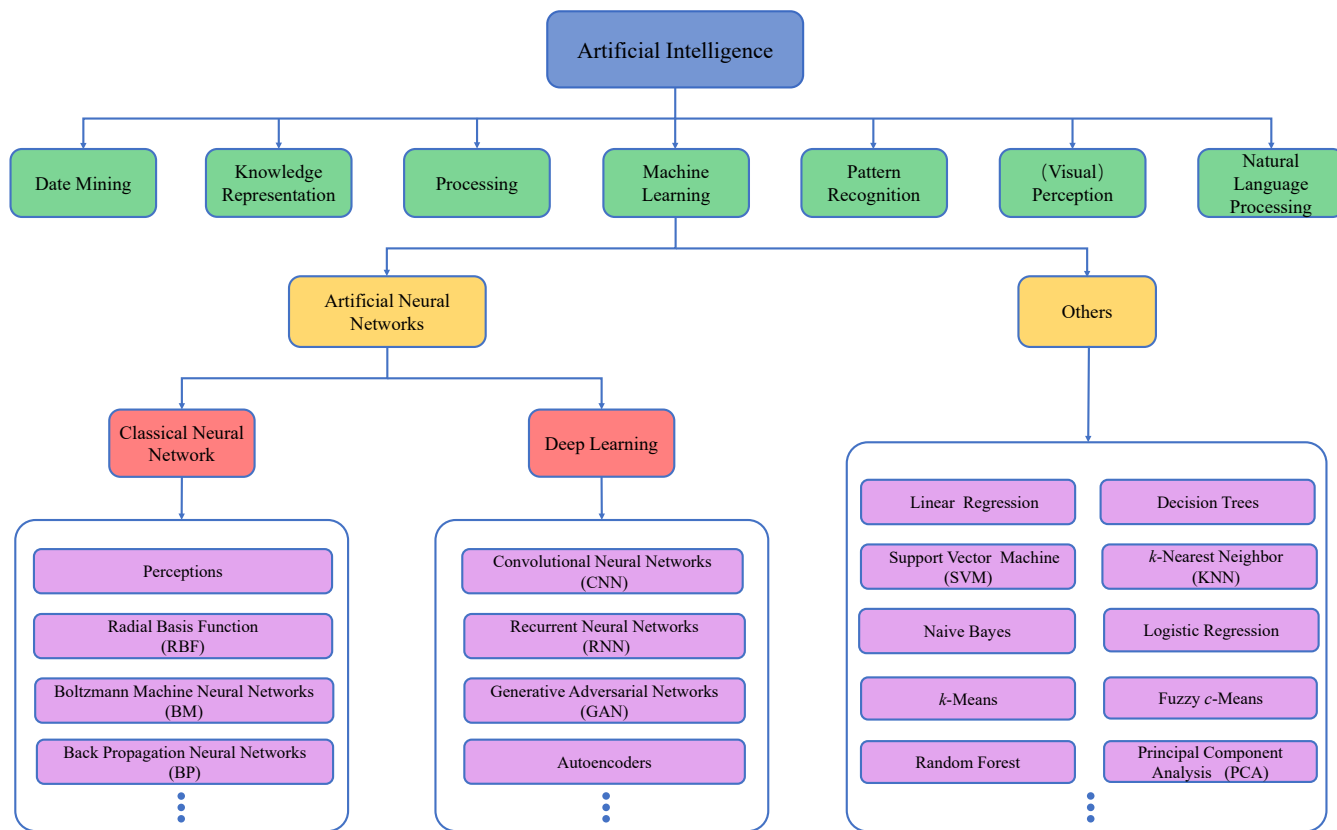 Artificial Intelligence
Date Mining
Knowledge
Representation
Processing
Machine
Learning
Pattern
Recognition
(Visual)
Perception
Natural
Language
Processing
Artificial Neural
Networks
Others
Classical Neural
Network
Deep Learning
Perceptions
Radial Basis Function
(RBF)
Boltzmann Machine Neural Networks
(BM)
Back Propagation Neural Networks
(BP)
Convolutional Neural Networks
(CNN)
Recurrent Neural Networks
(RNN)
Generative Adversarial Networks
(GAN)
Autoencoders
Linear Regression
Decision Trees
Support Vector Machine
(SVM)
k-Nearest Neighbor
(KNN)
Naive Bayes
Logistic Regression
k-Means
Fuzzy c-Means
Random Forest
Principal Component
Analysis (PCA)